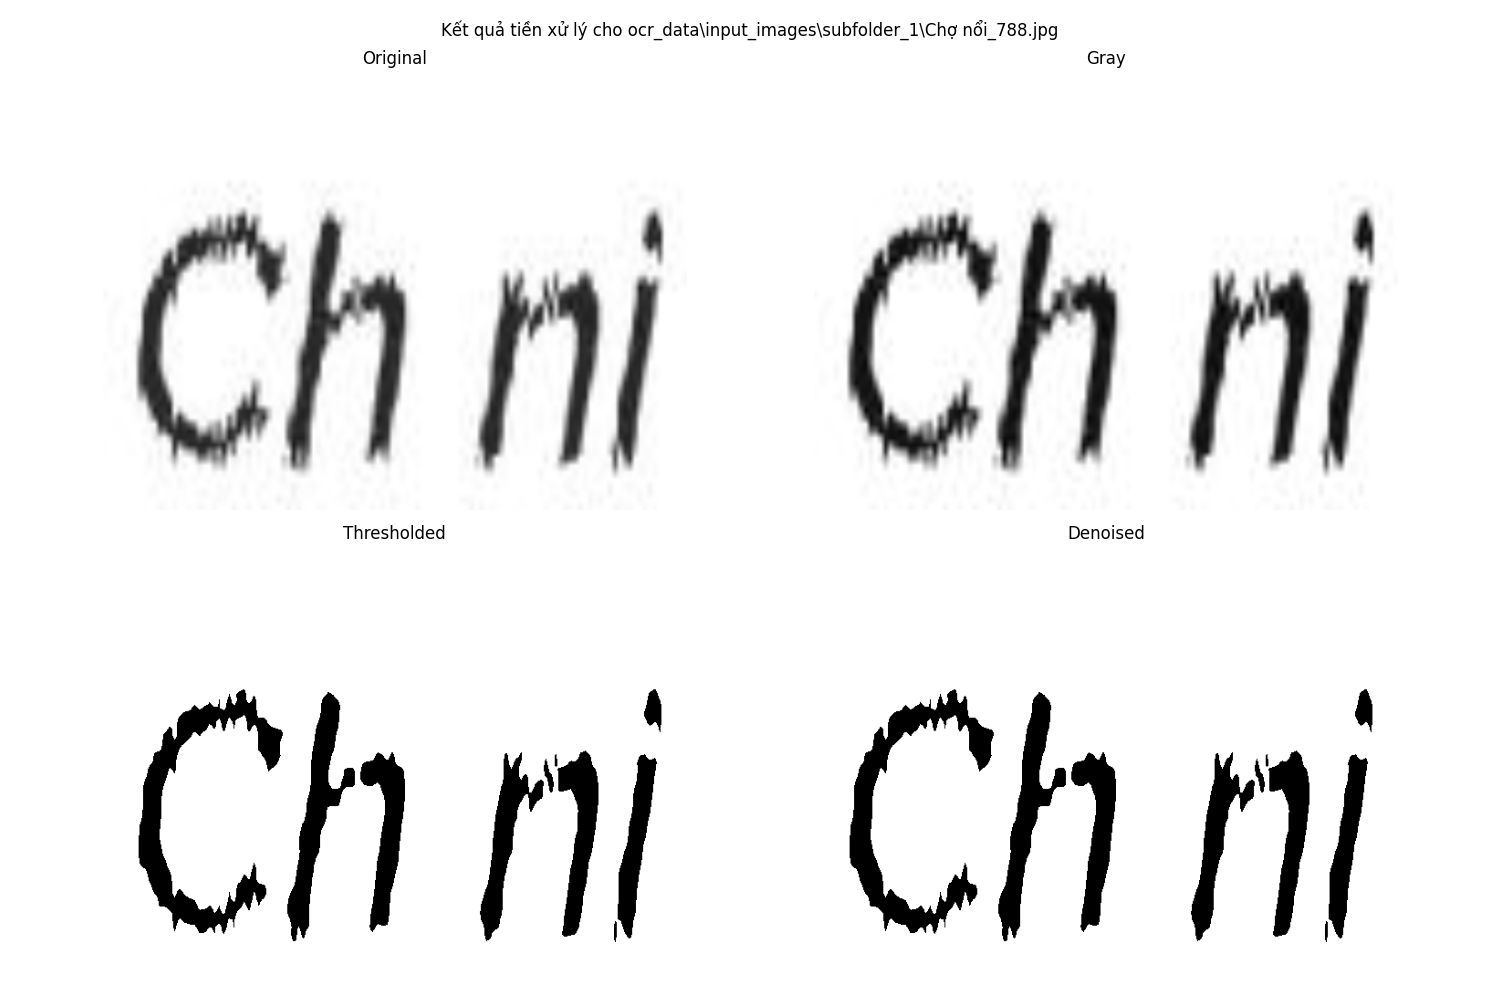 Kết quả tiền xử lý cho ocr_data\input_images\subfolder_1\Chợ nổi_788.jpg
Original
Gray
Ch ni
Ch ni
Thresholded
Denoised
Ch ni
Ch ni